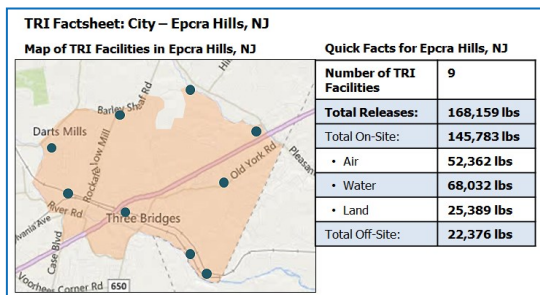 TRI Factsheet: City – Epcra Hills, NJ
Map of TRI Facilities in Epcra Hills, NJ
Barley Sheaf Rd
Darts Mills
Old York Rd
River Rd
Three Bridges
Case Blvd
Voorhees Corner Rd
650
Quick Facts for Epcra Hills, NJ
Number of TRI Facilities 9
Total Releases: 168,159 lbs
Total On-Site: 145,783 lbs
• Air 52,362 lbs
• Water 68,032 lbs
• Land 25,389 lbs
Total Off-Site: 22,376 lbs